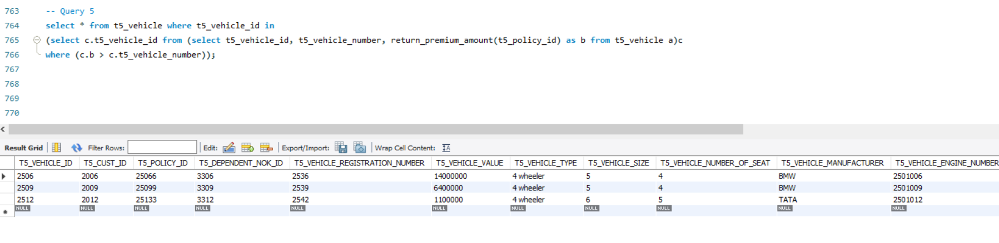 763 -- Query 5
764 select * from t5_vehicle where t5_vehicle_id in
765 (select c.t5_vehicle_id from (select t5_vehicle_id, t5_vehicle_number, return_premium_amount(t5_policy_id) as b from t5_vehicle a)c
766 where (c.b > c.t5_vehicle_number));
767
768
769
770
Result Grid Filter Rows: Edit: Export/Import: Wrap Cell Content:
T5_VEHICLE_ID T5_CUST_ID T5_POLICY_ID T5_DEPENDENT_NOK_ID T5_VEHICLE_REGISTRATION_NUMBER T5_VEHICLE_VALUE T5_VEHICLE_TYPE T5_VEHICLE_SIZE T5_VEHICLE_NUMBER_OF_SEAT T5_VEHICLE_MANUFACTURER T5_VEHICLE_ENGINE_NUMBER
2506 2006 25066 3306 2536 14000000 4 wheeler 5 4 BMW 2501006
2509 2009 25099 3309 2539 6400000 4 wheeler 5 4 BMW 2501009
2512 2012 25133 3312 2542 1100000 4 wheeler 6 5 TATA 2501012
NULL NULL NULL NULL NULL NULL NULL NULL NULL NULL NULL